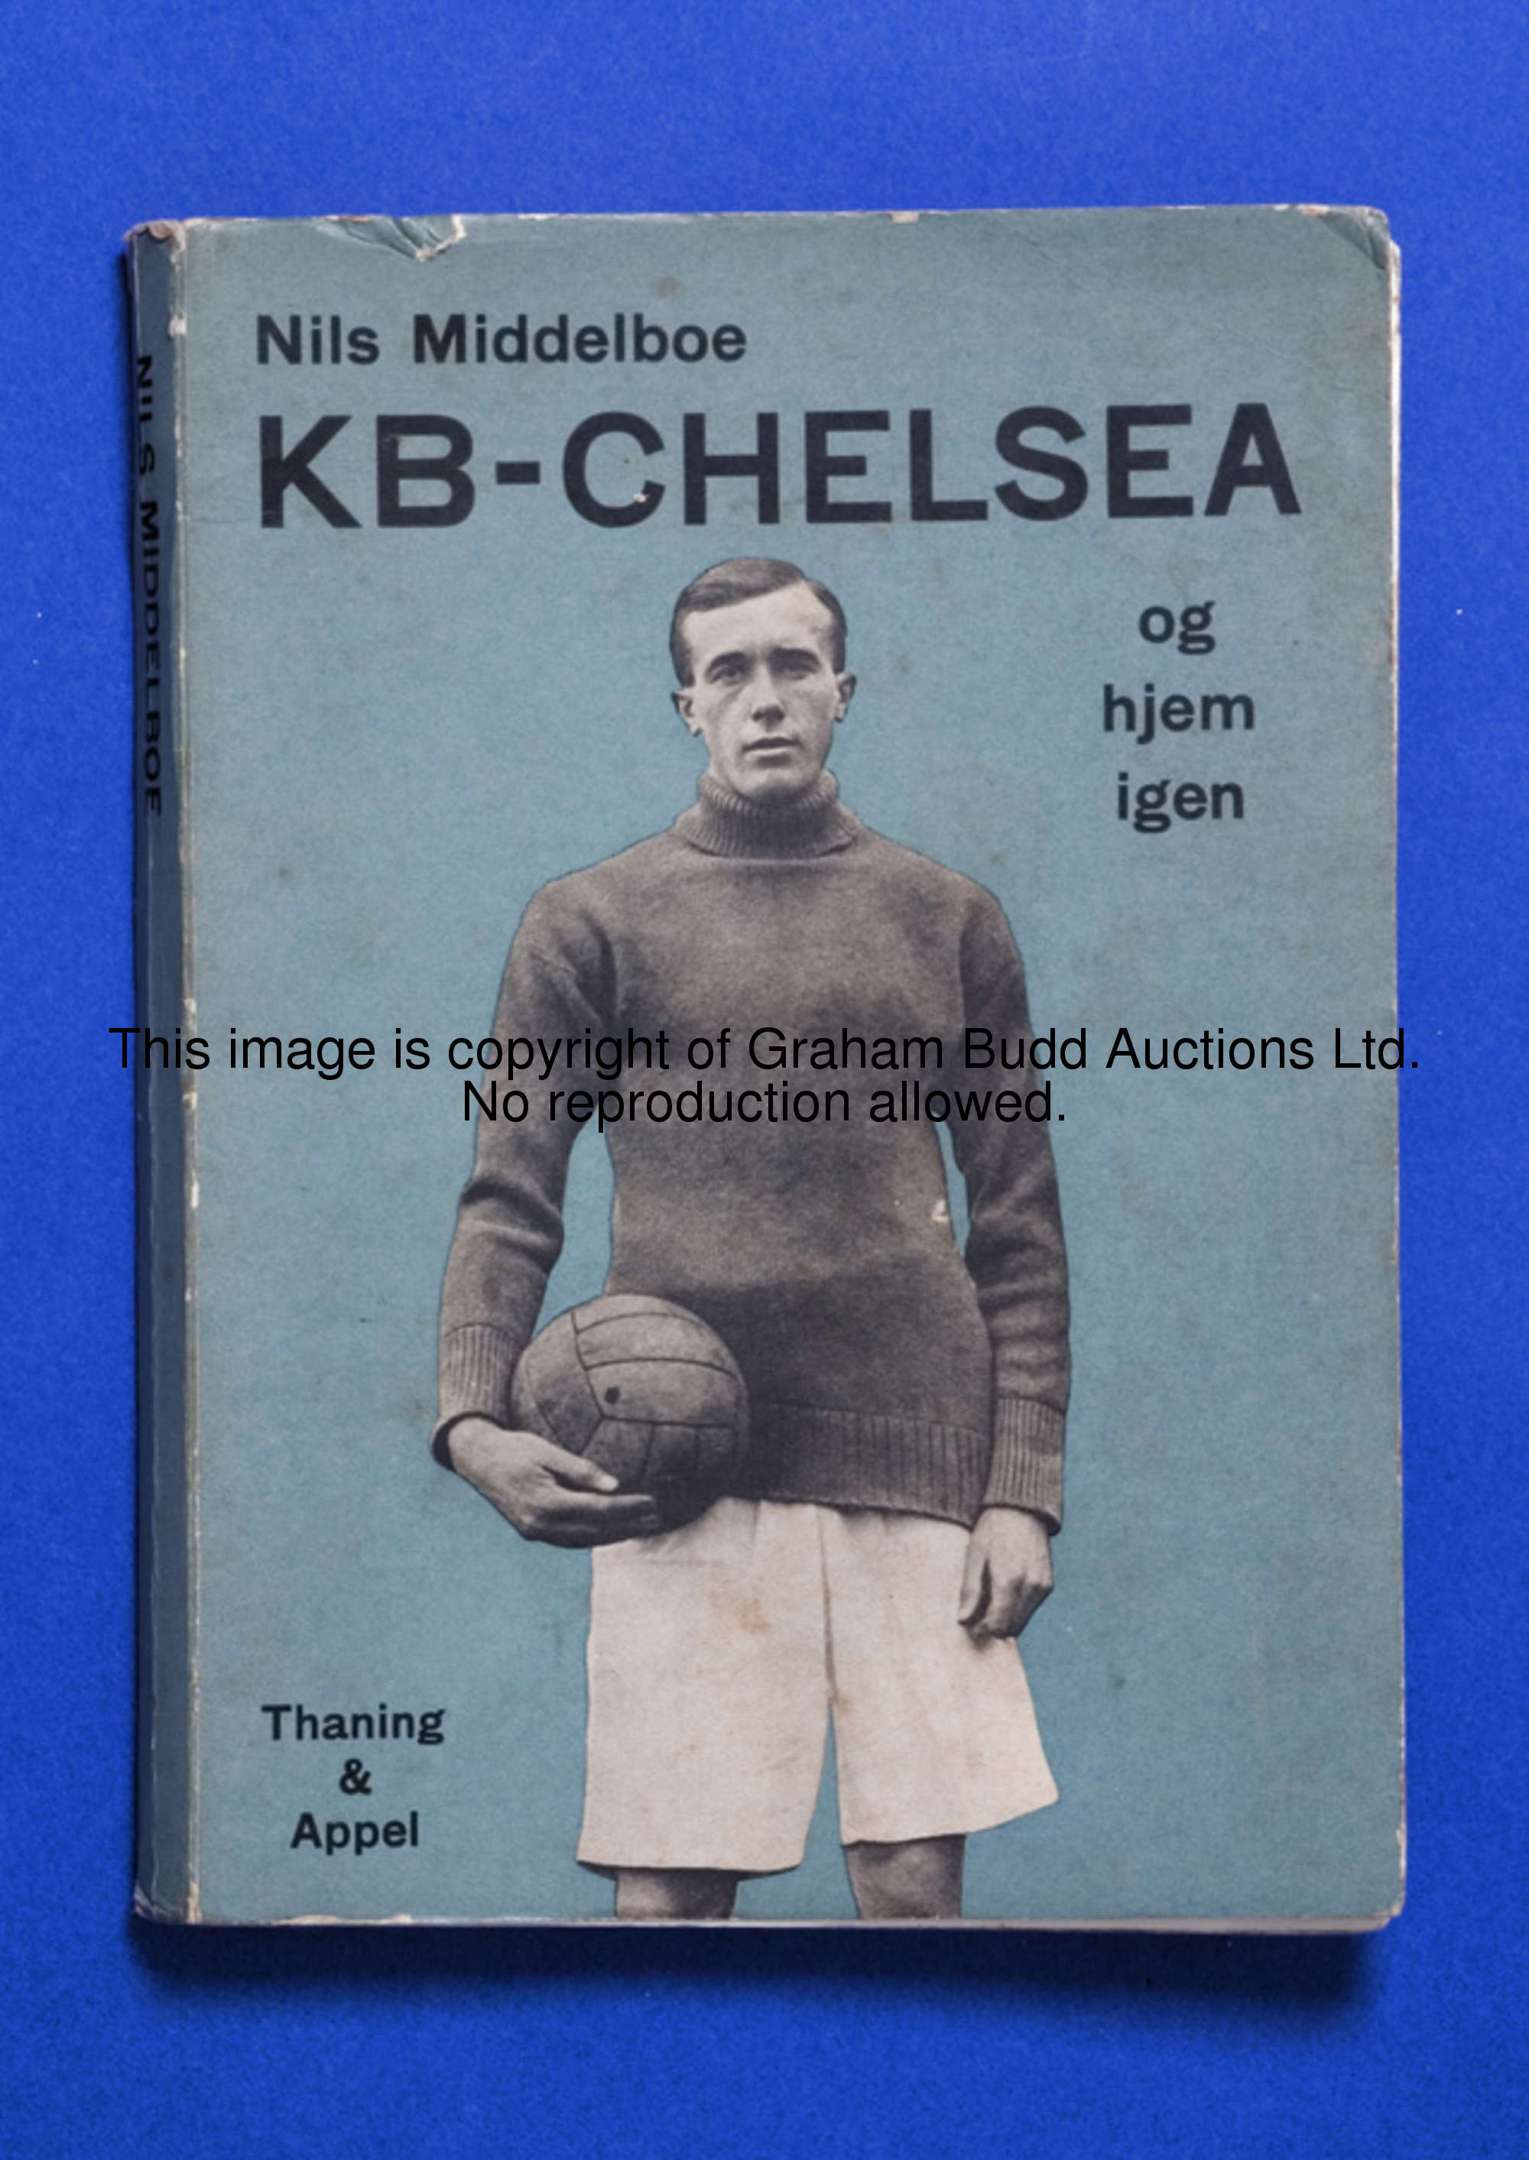 Nils Middelboe
KB-CHELSEA
og
hjem
igen
NILS MIDDELBOE
This image is copyright of Graham Budd Auctions Ltd.
No reproduction allowed.
Thaning
&
Appel